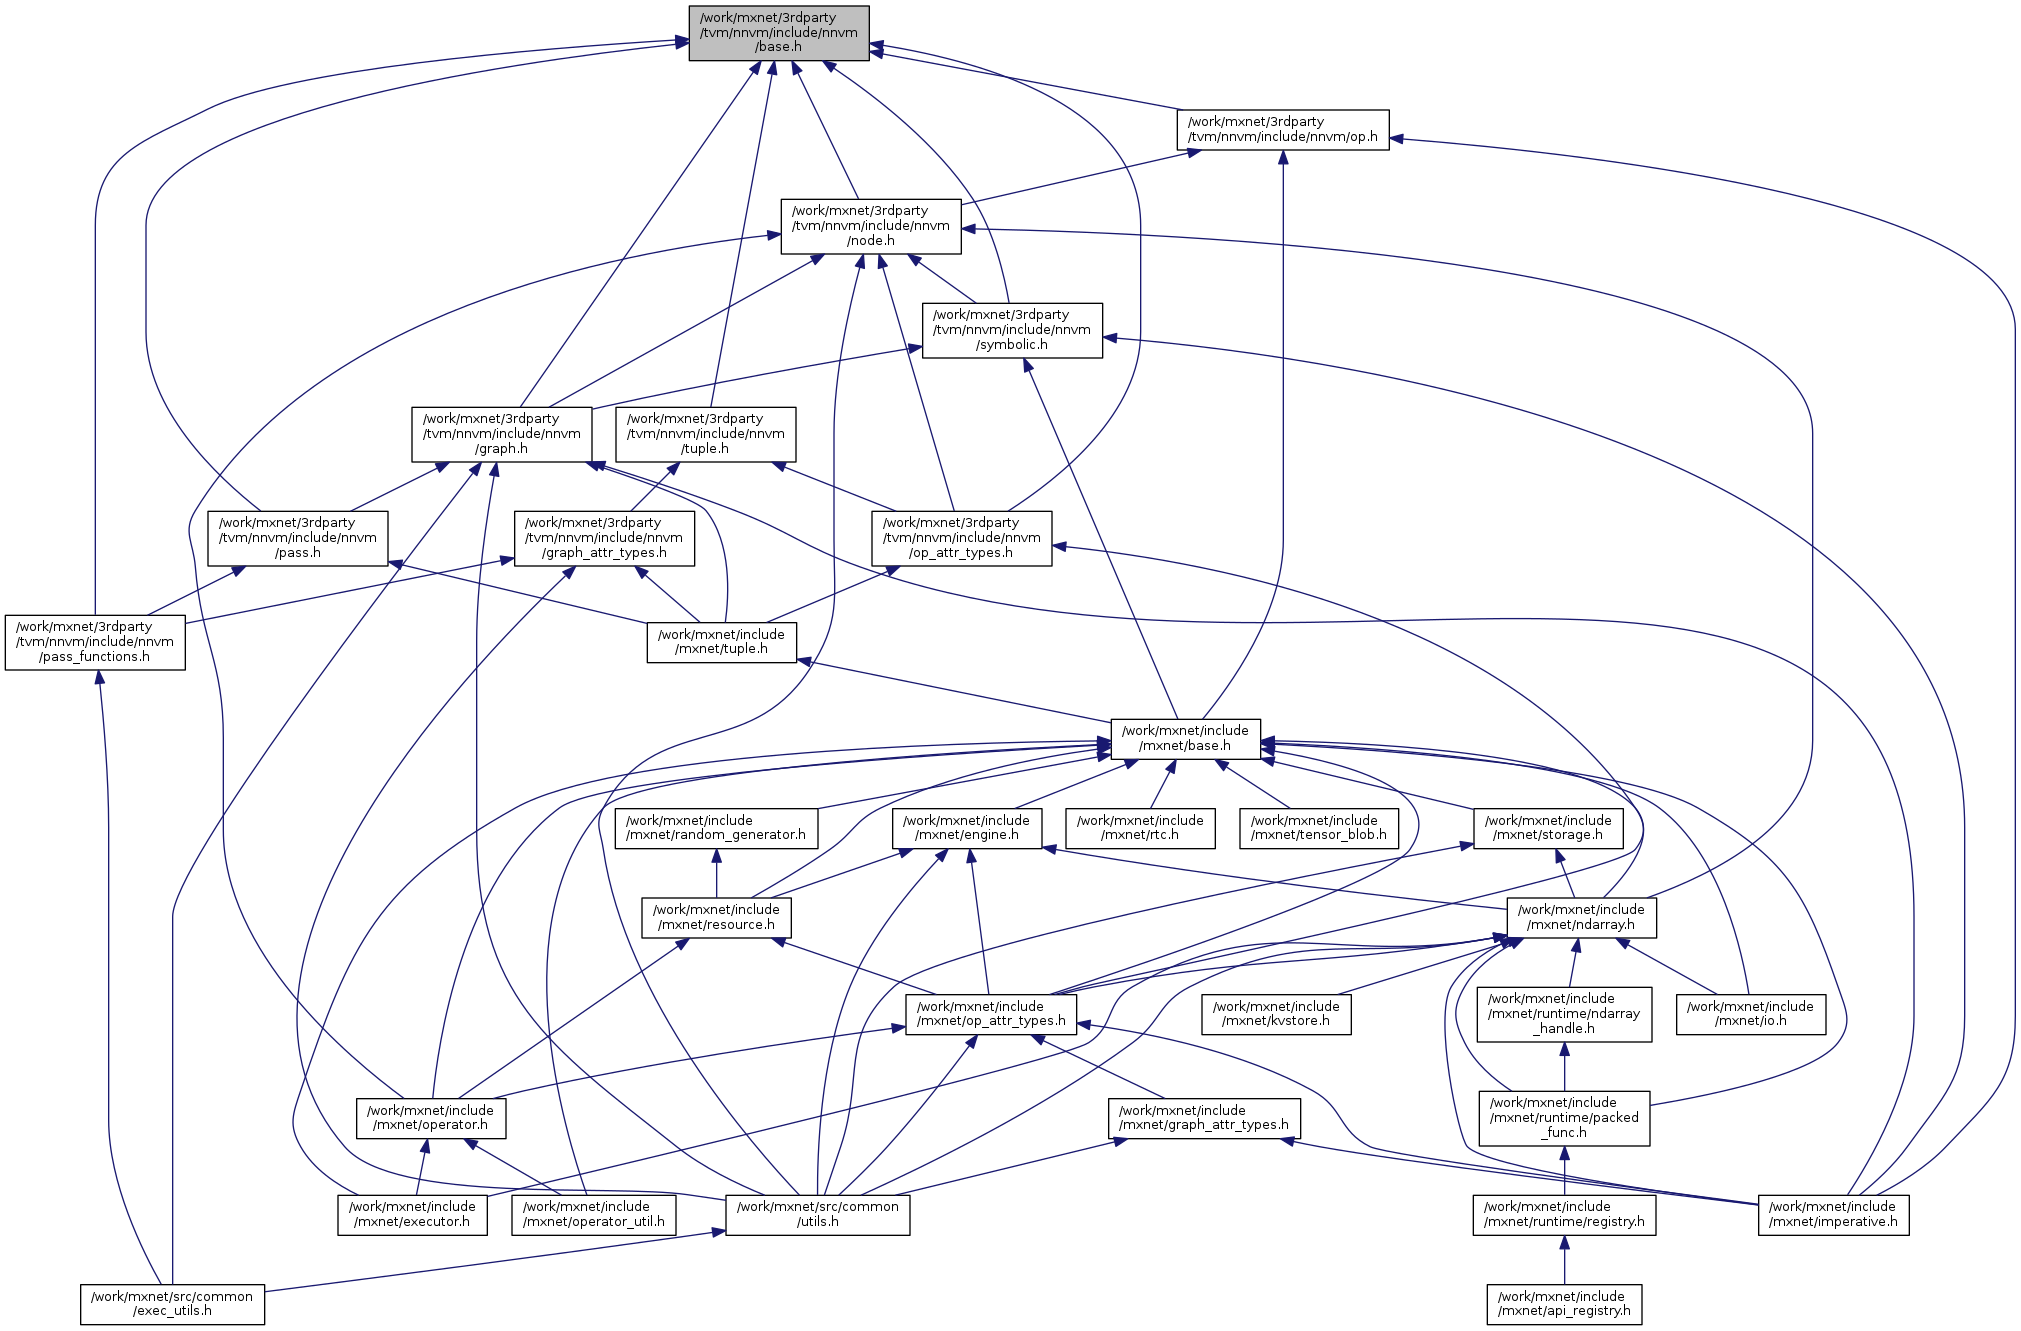 /work/mxnet/3rdparty
/tvm/nnvm/include/nnvm
/base.h
/work/mxnet/3rdparty
/tvm/nnvm/include/nnvm/op.h
/work/mxnet/3rdparty
/tvm/nnvm/include/nnvm
/node.h
/work/mxnet/3rdparty
/tvm/nnvm/include/nnvm
/symbolic.h
/work/mxnet/3rdparty
/tvm/nnvm/include/nnvm
/graph.h
/work/mxnet/3rdparty
/tvm/nnvm/include/nnvm
/tuple.h
/work/mxnet/3rdparty
/tvm/nnvm/include/nnvm
/pass.h
/work/mxnet/3rdparty
/tvm/nnvm/include/nnvm
/graph_attr_types.h
/work/mxnet/3rdparty
/tvm/nnvm/include/nnvm
/op_attr_types.h
/work/mxnet/3rdparty
/tvm/nnvm/include/nnvm
/pass_functions.h
/work/mxnet/include
/mxnet/tuple.h
/work/mxnet/include
/mxnet/base.h
/work/mxnet/include
/mxnet/random_generator.h
/work/mxnet/include
/mxnet/engine.h
/work/mxnet/include
/mxnet/rtc.h
/work/mxnet/include
/mxnet/tensor_blob.h
/work/mxnet/include
/mxnet/storage.h
/work/mxnet/include
/mxnet/resource.h
/work/mxnet/include
/mxnet/ndarray.h
/work/mxnet/include
/mxnet/op_attr_types.h
/work/mxnet/include
/mxnet/kvstore.h
/work/mxnet/include
/mxnet/runtime/ndarray
_handle.h
/work/mxnet/include
/mxnet/io.h
/work/mxnet/include
/mxnet/operator.h
/work/mxnet/include
/mxnet/graph_attr_types.h
/work/mxnet/include
/mxnet/runtime/packed
_func.h
/work/mxnet/include
/mxnet/executor.h
/work/mxnet/include
/mxnet/operator_util.h
/work/mxnet/src/common
/utils.h
/work/mxnet/include
/mxnet/runtime/registry.h
/work/mxnet/include
/mxnet/imperative.h
/work/mxnet/src/common
/exec_utils.h
/work/mxnet/include
/mxnet/api_registry.h